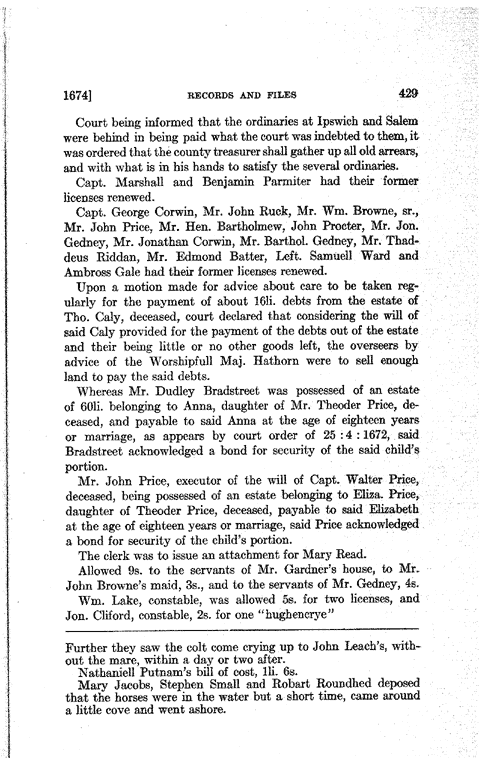 1674] RECORDS AND FILES 429
Court being informed that the ordinaries at Ipswich and Salem
were behind in being paid what the court was indebted to them, it
was ordered that the county treasurer shall gather up all old arrears,
and with what is in his hands to satisfy the several ordinaries.
Capt. Marshall and Benjamin Parmiter had their former
licenses renewed.
Capt. George Corwin, Mr. John Ruck, Mr. Wm. Browne, sr.,
Mr. John Price, Mr. Hen. Bartholmew, John Procter, Mr. Jon.
Gedney, Mr. Jonathan Corwin, Mr. Barthol. Gedney, Mr. Thad-
deus Riddan, Mr. Edmond Batter, Left. Samuell Ward and
Ambross Gale had their former licenses renewed.
Upon a motion made for advice about care to be taken reg-
ularly for the payment of about 16li. debts from the estate of
Tho. Caly, deceased, court declared that considering the will of
said Caly provided for the payment of the debts out of the estate
and their being little or no other goods left, the overseers by
advice of the Worshipfull Maj. Hathorn were to sell enough
land to pay the said debts.
Whereas Mr. Dudley Bradstreet was possessed of an estate
of 60li. belonging to Anna, daughter of Mr. Theoder Price, de-
ceased, and payable to said Anna at the age of eighteen years
or marriage, as appears by court order of 25 : 4 : 1672, said
Bradstreet acknowledged a bond for security of the said child's
portion.
Mr. John Price, executor of the will of Capt. Walter Price,
deceased, being possessed of an estate belonging to Eliza. Price,
daughter of Theoder Price, deceased, payable to said Elizabeth
at the age of eighteen years or marriage, said Price acknowledged
a bond for security of the child's portion.
The clerk was to issue an attachment for Mary Read.
Allowed 9s. to the servants of Mr. Gardner's house, to Mr.
John Browne's maid, 3s., and to the servants of Mr. Gedney, 4s.
Wm. Lake, constable, was allowed 5s. for two licenses, and
Jon. Cliford, constable, 2s. for one "hughencrye"
Further they saw the colt come crying up to John Leach's, with-
out the mare, within a day or two after.
Nathaniell Putnam's bill of cost, 1li. 6s.
Mary Jacobs, Stephen Small and Robart Roundhed deposed
that the horses were in the water but a short time, came around
a little cove and went ashore.